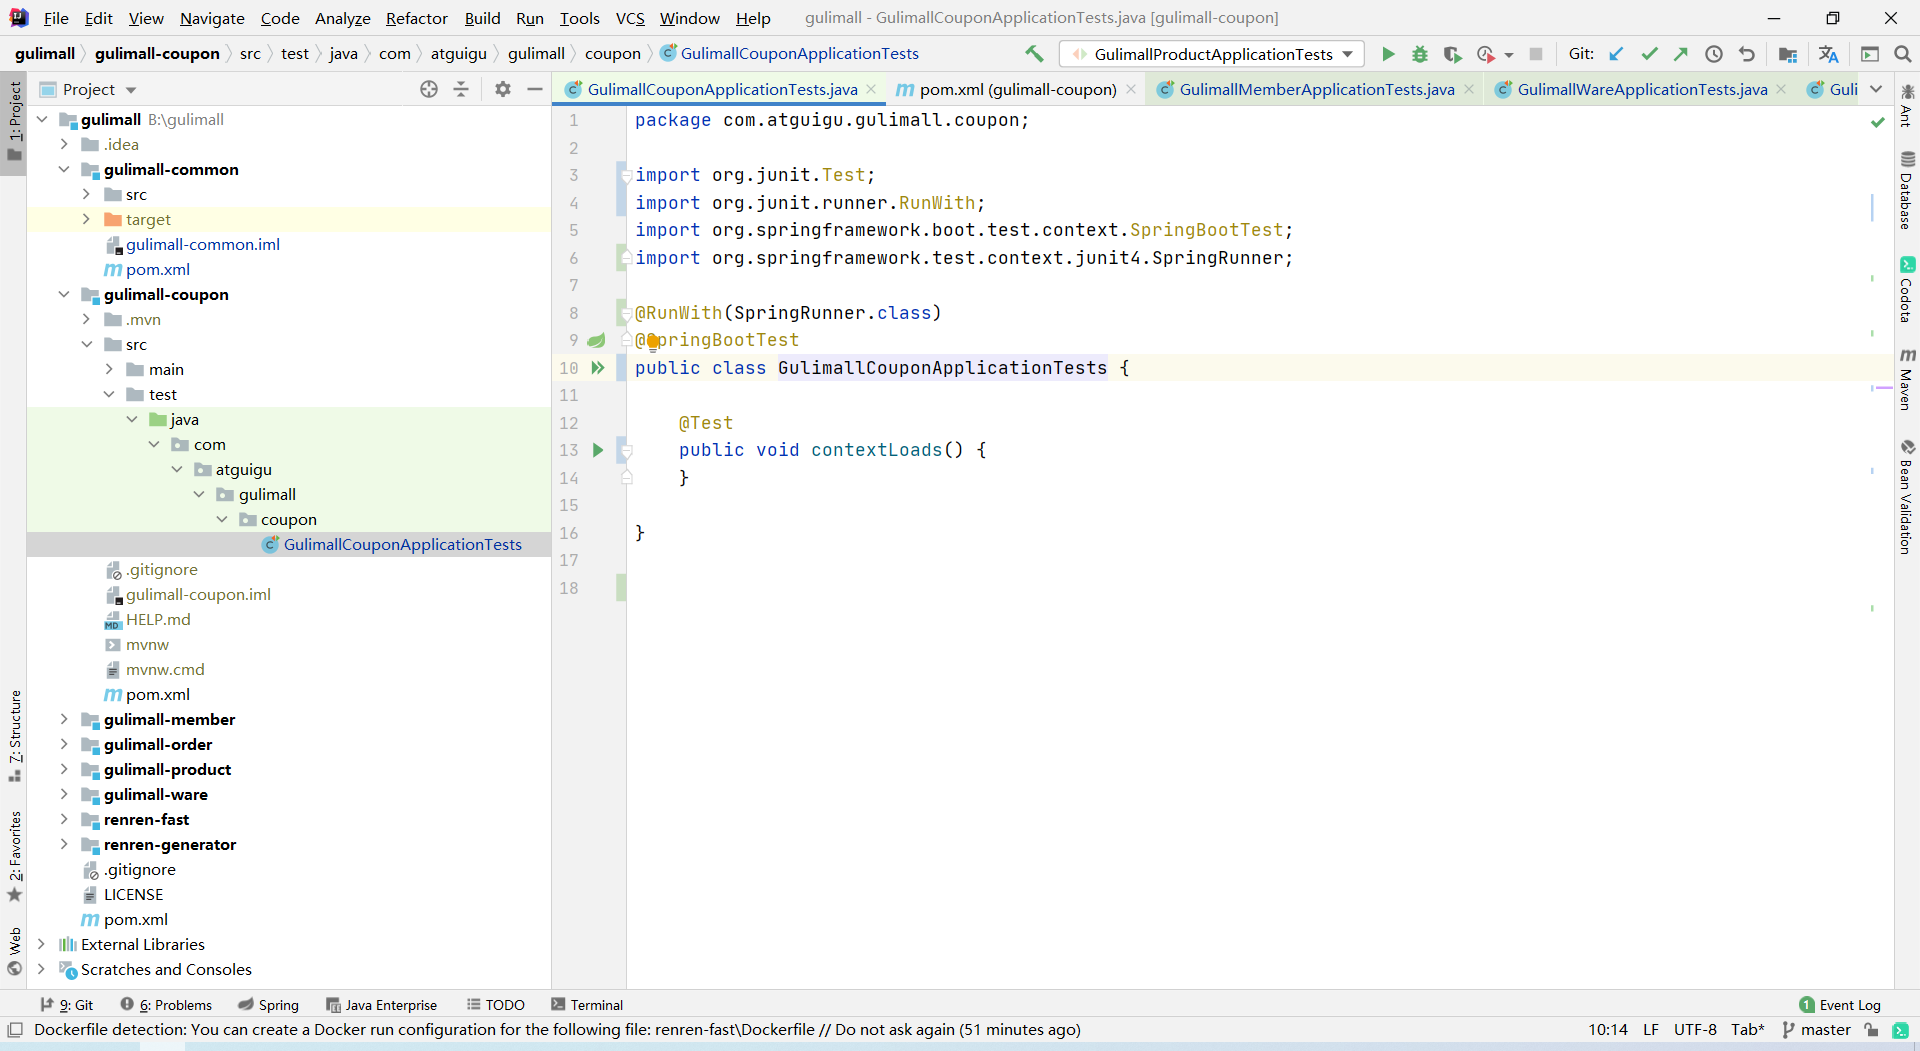 File Edit View Navigate Code Analyze Refactor Build Run Tools VCS Window Help gulimall - GulimallCouponApplicationTests.java [gulimall-coupon]
gulimall gulimall-coupon src test java com atguigu gulimall coupon GulimallCouponApplicationTests GulimallProductApplicationTests Git:
Project
GulimallCouponApplicationTests.java pom.xml (gulimall-coupon) GulimallMemberApplicationTests.java GulimallWareApplicationTests.java Guli
1: Project
7: Structure
2: Favorites
Web
gulimall B:\gulimall
.idea
gulimall-common
src
target
gulimall-common.iml
pom.xml
gulimall-coupon
.mvn
src
main
test
java
com
atguigu
gulimall
coupon
GulimallCouponApplicationTests
.gitignore
gulimall-coupon.iml
HELP.md
mvnw
mvnw.cmd
pom.xml
gulimall-member
gulimall-order
gulimall-product
gulimall-ware
renren-fast
renren-generator
.gitignore
LICENSE
pom.xml
External Libraries
Scratches and Consoles
1 package com.atguigu.gulimall.coupon;
2
3 import org.junit.Test;
4 import org.junit.runner.RunWith;
5 import org.springframework.boot.test.context.SpringBootTest;
6 import org.springframework.test.context.junit4.SpringRunner;
7
8 @RunWith(SpringRunner.class)
9 @SpringBootTest
10 public class GulimallCouponApplicationTests {
11
12 @Test
13 public void contextLoads() {
14 }
15
16 }
17
18
Ant
Database
Codota
Maven
Bean Validation
9: Git 6: Problems Spring Java Enterprise TODO Terminal 1 Event Log
Dockerfile detection: You can create a Docker run configuration for the following file: renren-fast\Dockerfile // Do not ask again (51 minutes ago) 10:14 LF UTF-8 Tab* master